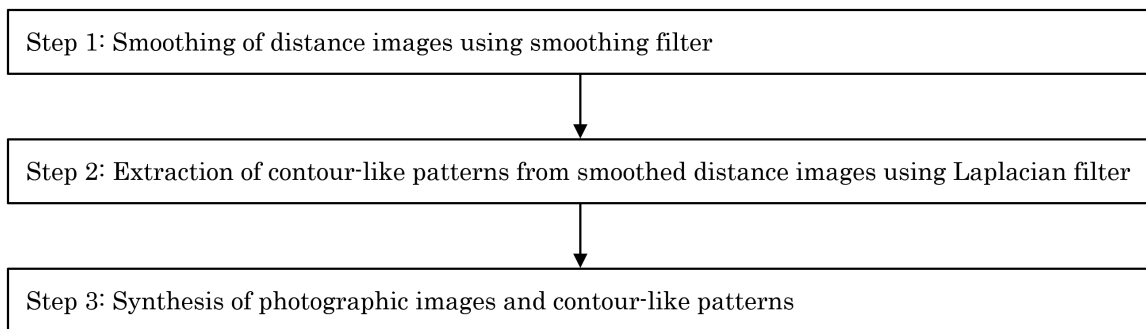 Step 1: Smoothing of distance images using smoothing filter
Step 2: Extraction of contour-like patterns from smoothed distance images using Laplacian filter
Step 3: Synthesis of photographic images and contour-like patterns